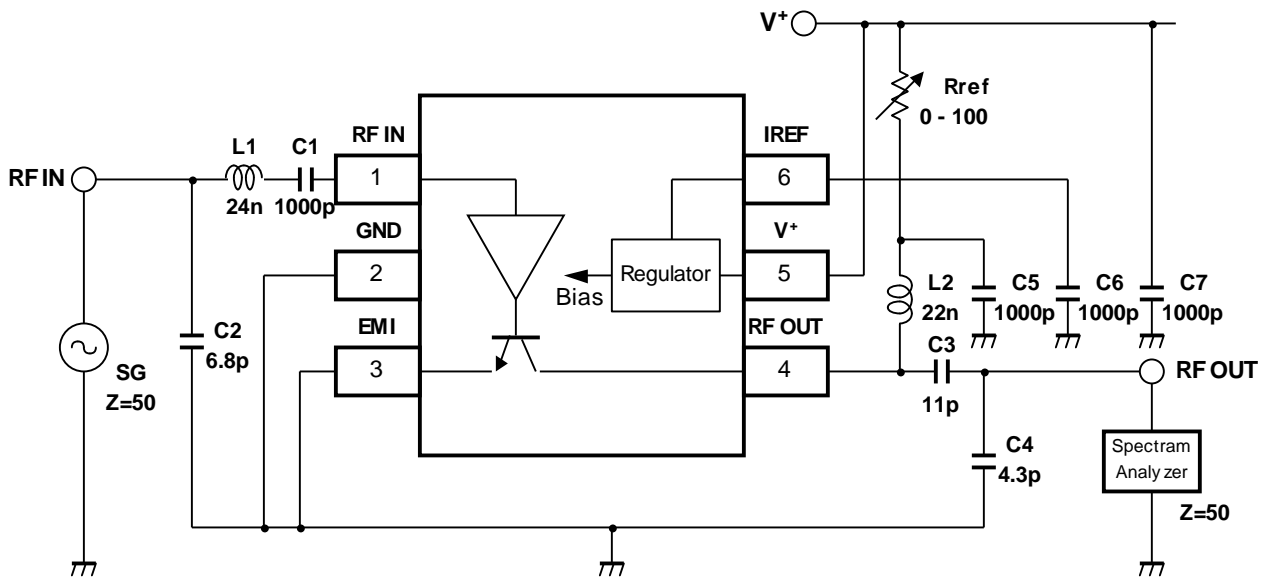 V+
Rref
0 - 100
RF IN
L1
24n
C1
1000p
RF IN
1
GND
2
EMI
3
C2
6.8p
SG
Z=50
Regulator
Bias
IREF
6
V+
5
RF OUT
4
L2
22n
C5
1000p
C6
1000p
C7
1000p
C3
11p
C4
4.3p
RF OUT
Spectram
Analyzer
Z=50